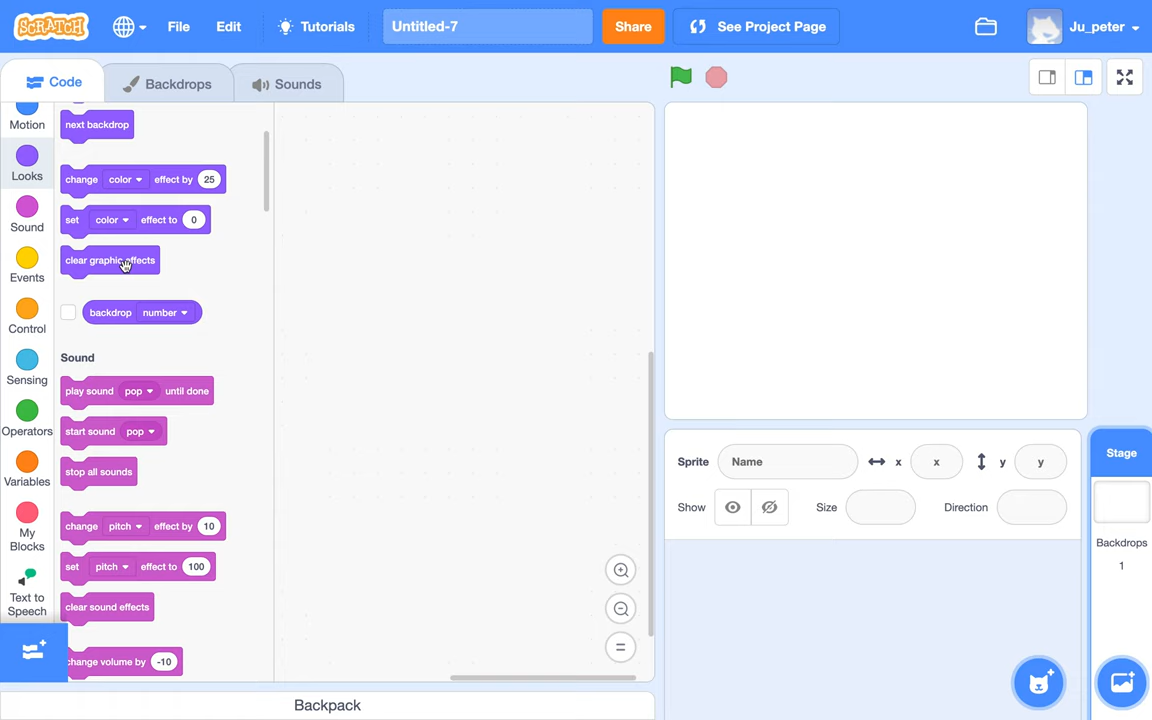 SCRATCH File Edit Tutorials Untitled-7 Share See Project Page Ju_peter
Code Backdrops Sounds
Motion
Looks
Sound
Events
Control
Sensing
Operators
Variables
My
Blocks
Text to
Speech
next backdrop
change color effect by 25
set color effect to 0
clear graphic effects
backdrop number
Sound
play sound pop until done
start sound pop
stop all sounds
change pitch effect by 10
set pitch effect to 100
clear sound effects
change volume by -10
Backpack
Sprite Name x x y y
Show Size Direction
Stage
Backdrops
1